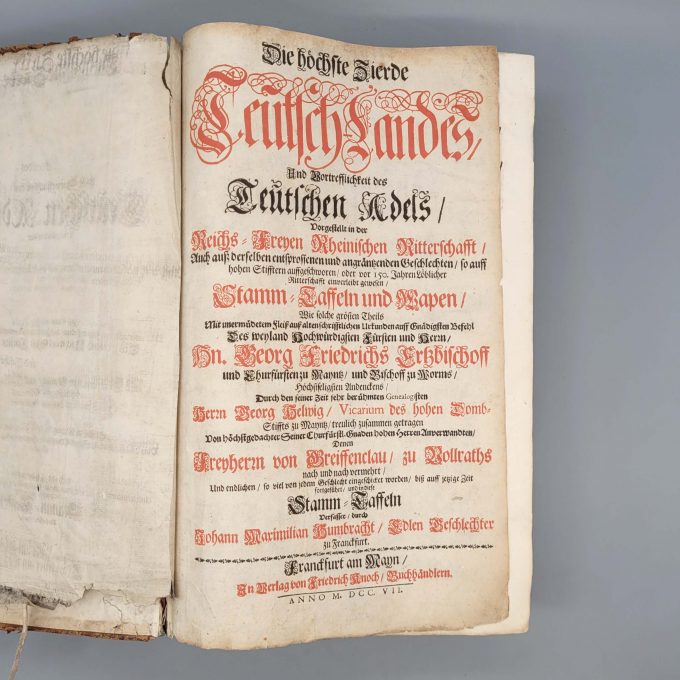 Die höchste Zierde
Teutsch-Landes/
Und Vortrefflichkeit des
Teutschen Adels/
Vorgestellt in der
Reichs-Freyen Rheinischen Ritterschafft/
Auch auß derselben entsprossenen und angräntzenden Geschlechten/ so auff
hohen Stifftern auffgeschworen/ oder vor 150. Jahren Löblicher
Ritterschafft einverleibt gewesen/
Stamm-Taffeln und Wapen/
Wie solche grösten Theils
Mit unermüdetem Fleiß auß alten schrifftlichen Urkunden auff Gnädigsten Befehl
Des weyland Hochwürdigsten Fürsten und Herrn/
Hn. Georg Friedrichs Ertzbischoff
und Churfürsten zu Mayntz/ und Bischoff zu Worms/
Höchstseeligsten Andenckens/
Durch den seiner Zeit sehr berühmten Genealogisten
Herrn Georg Helwig/ Vicarium des hohen Domb-
Stiffts zu Mayntz/ treulich zusammen getragen
Von höchstgedachter Seiner Churfürstl. Gnaden hohen Herren Anverwandten/
Denen
Freyherrn von Greiffenclau/ zu Vollraths
nach und nach vermehrt/
Und endlichen/ so viel von jedem Geschlecht eingeschicket worden/ biß auff jetzige Zeit
fortgeführt/ und in diese
Stamm-Taffeln
Verfasset/ durch
Johann Maximilian Humbracht/ Edlen Geschlechter
zu Franckfurt.
Franckfurt am Mayn/
In Verlag von Friedrich Knoch/ Buchhändlern.
ANNO M. DCC. VII.